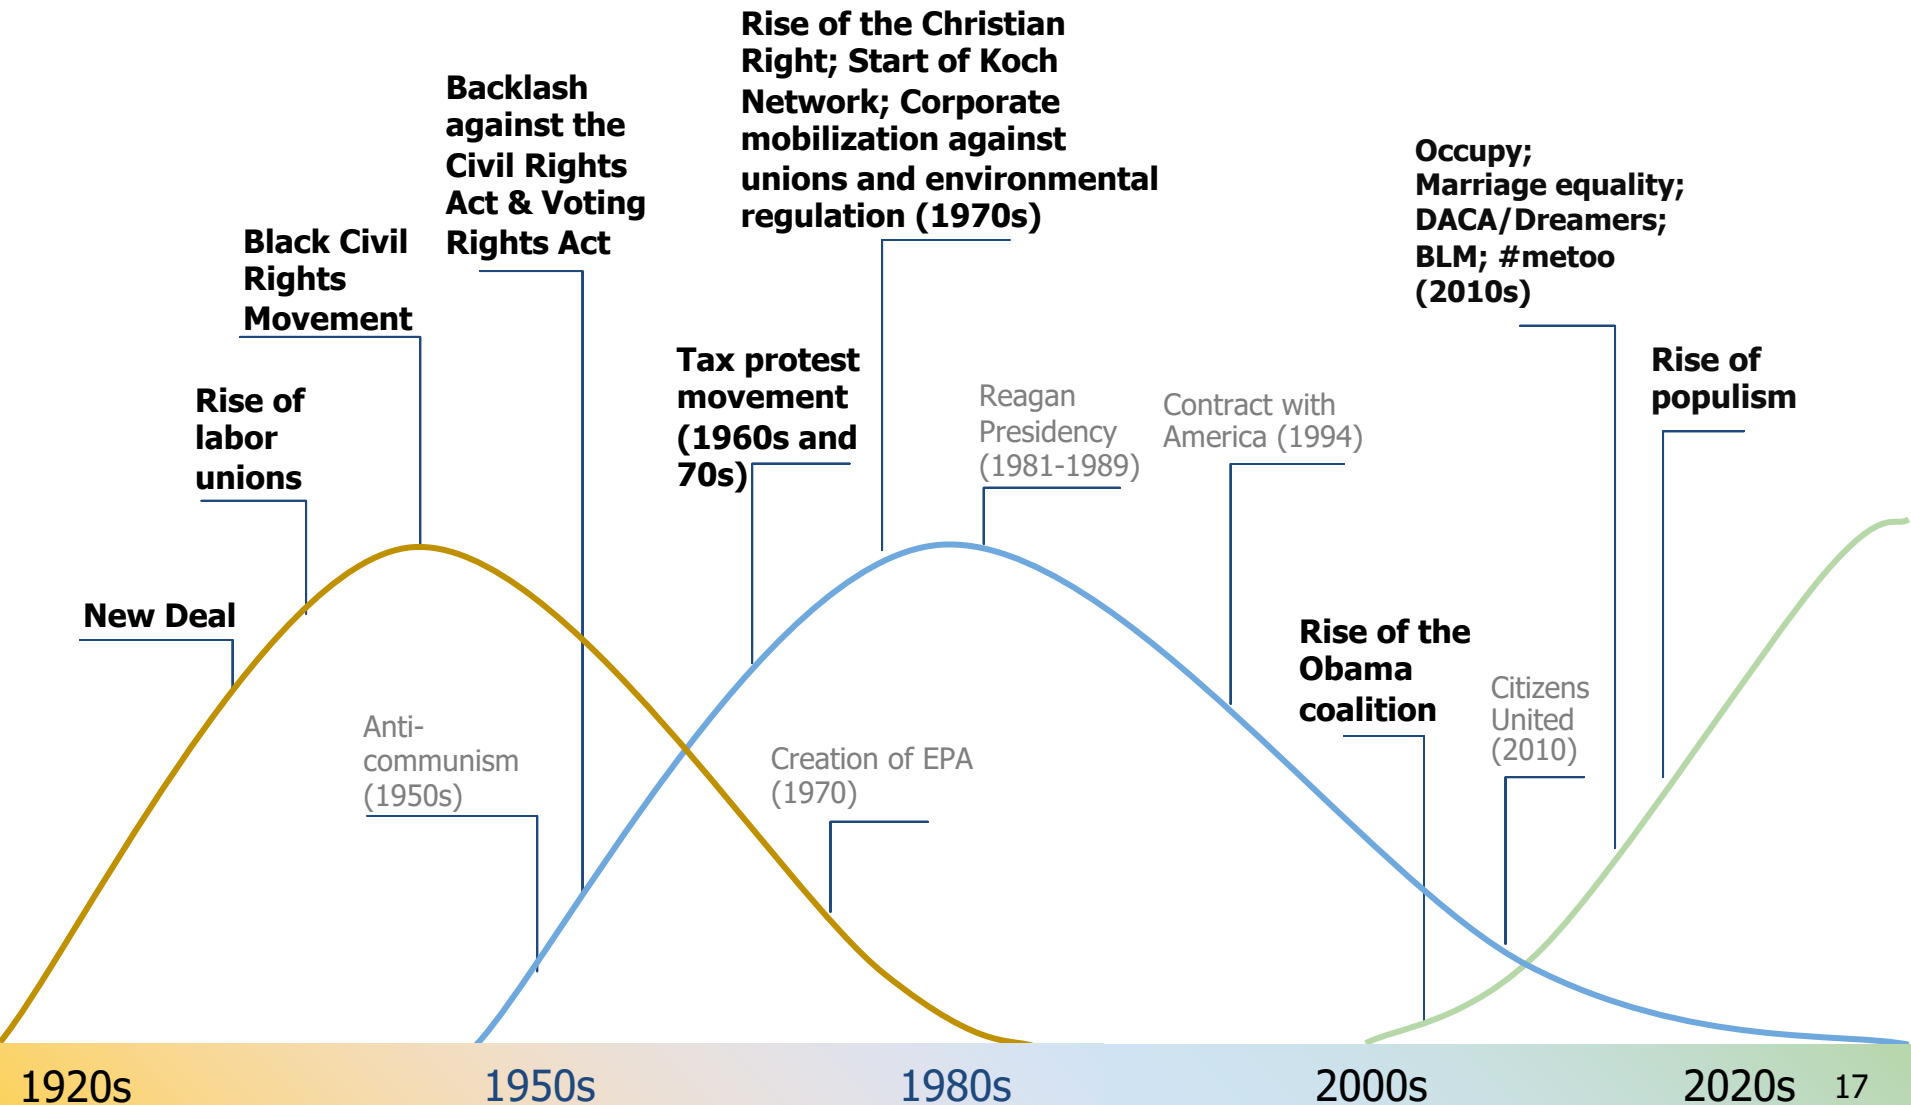 Rise of the Christian
Right; Start of Koch
Network; Corporate
mobilization against
unions and environmental
regulation (1970s)
Backlash
against the
Civil Rights
Act & Voting
Rights Act
Occupy;
Marriage equality;
DACA/Dreamers;
BLM; #metoo
(2010s)
Black Civil
Rights
Movement
Tax protest
movement
(1960s and
70s)
Rise of
populism
Rise of
labor
unions
Reagan
Presidency
(1981-1989)
Contract with
America (1994)
New Deal
Rise of the
Obama
coalition
Citizens
United
(2010)
Anti-
communism
(1950s)
Creation of EPA
(1970)
1920s
1950s
1980s
2000s
2020s
17